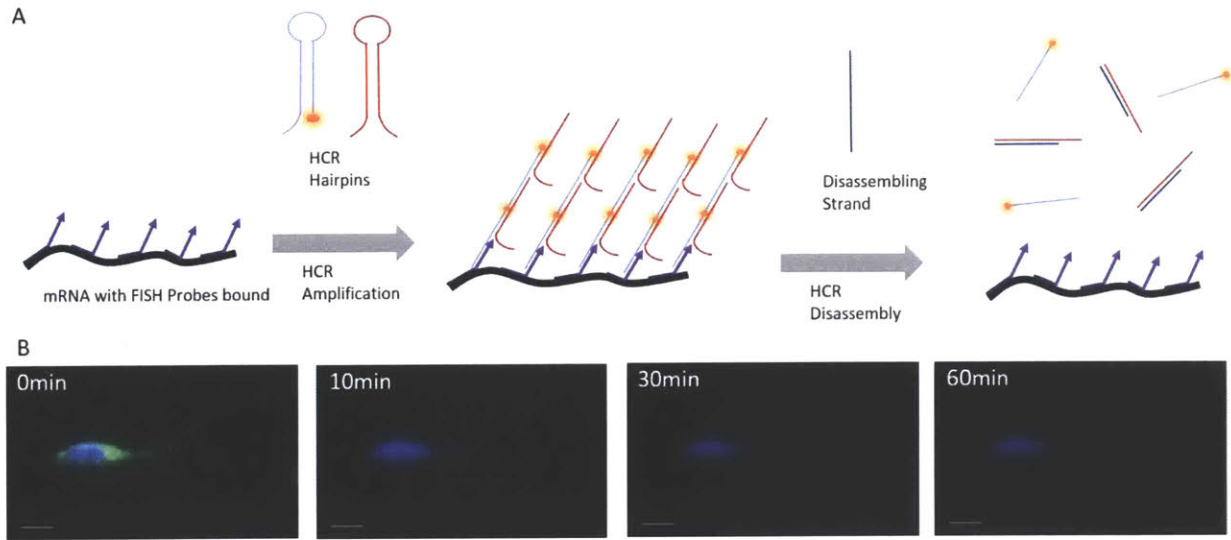 A
HCR
Hairpins
mRNA with FISH Probes bound
HCR
Amplification
Disassembling
Strand
HCR
Disassembly
B
0min
10min
30min
60min